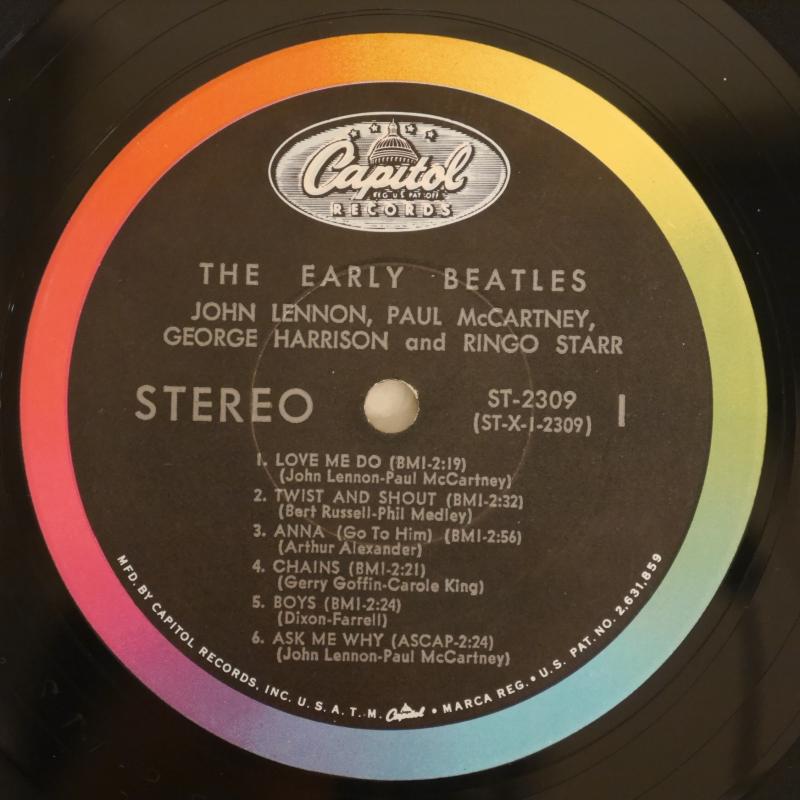 Capitol
REG. U.S. PAT. OFF.
RECORDS
THE EARLY BEATLES
JOHN LENNON, PAUL McCARTNEY,
GEORGE HARRISON and RINGO STARR
STEREO
ST-2309
(ST-X-1-2309)
1
1. LOVE ME DO (BMI-2:19)
(John Lennon-Paul McCartney)
2. TWIST AND SHOUT (BMI-2:32)
(Bert Russell-Phil Medley)
3. ANNA (Go To Him) (BMI-2:56)
(Arthur Alexander)
4. CHAINS (BMI-2:21)
(Gerry Goffin-Carole King)
5. BOYS (BMI-2:24)
(Dixon-Farrell)
6. ASK ME WHY (ASCAP-2:24)
(John Lennon-Paul McCartney)
MFD. BY CAPITOL RECORDS, INC. U. S. A. T. M. Capitol • MARCA REG. • U. S. PAT. NO. 2,631,859